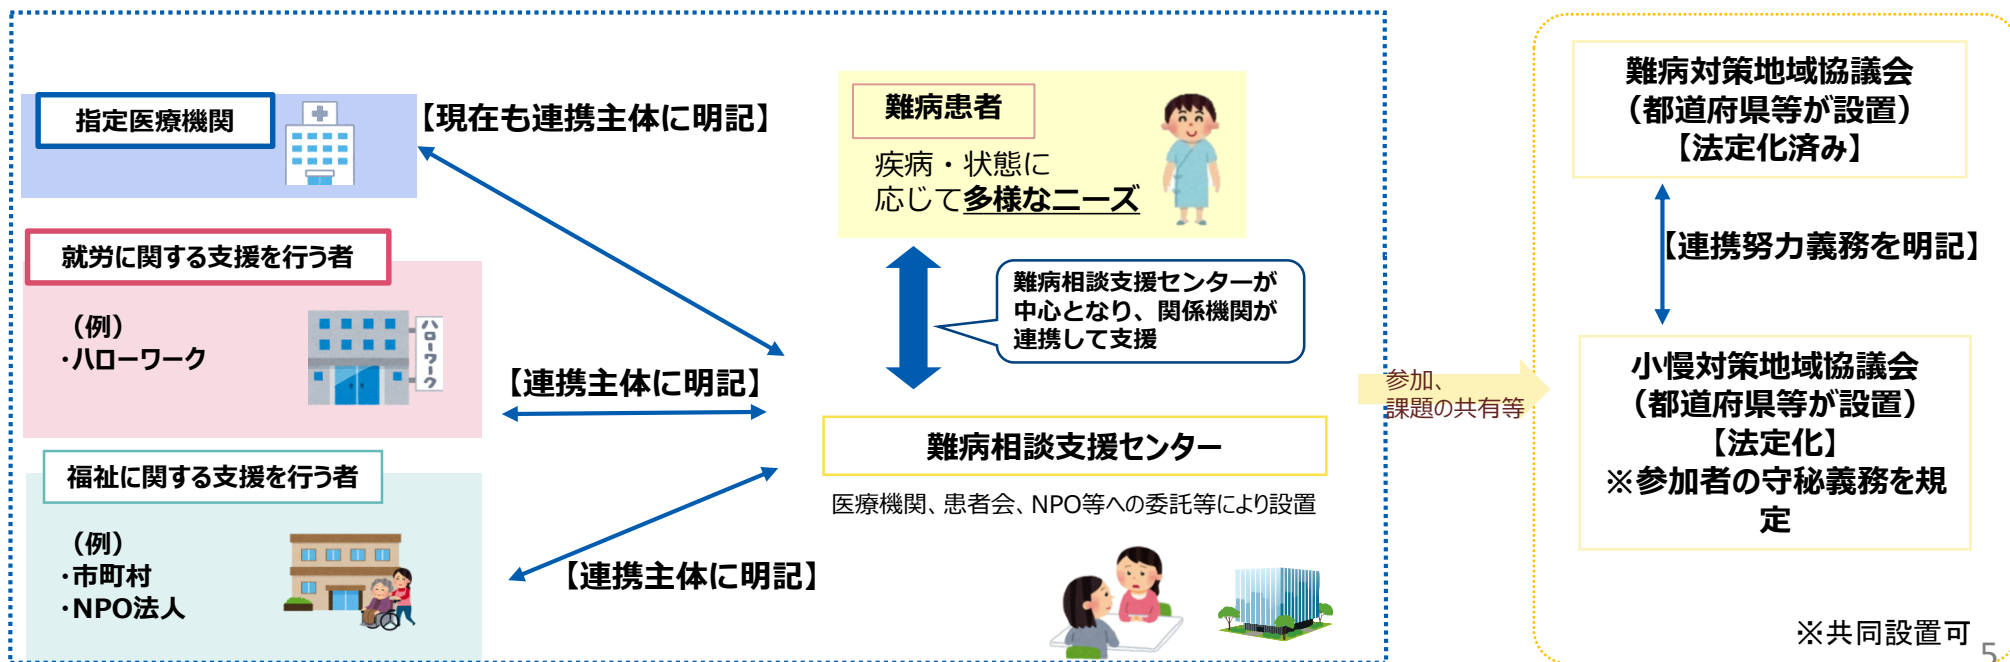 指定医療機関
【現在も連携主体に明記】
就労に関する支援を行う者
（例）
・ハローワーク
ハローワーク
【連携主体に明記】
福祉に関する支援を行う者
（例）
・市町村
・NPO法人
【連携主体に明記】
難病患者
疾病・状態に
応じて多様なニーズ
難病相談支援センターが
中心となり、関係機関が
連携して支援
難病相談支援センター
医療機関、患者会、NPO等への委託等により設置
参加、
課題の共有等
難病対策地域協議会
（都道府県等が設置）
【法定化済み】
【連携努力義務を明記】
小慢対策地域協議会
（都道府県等が設置）
【法定化】
※参加者の守秘義務を規
定
※共同設置可
5